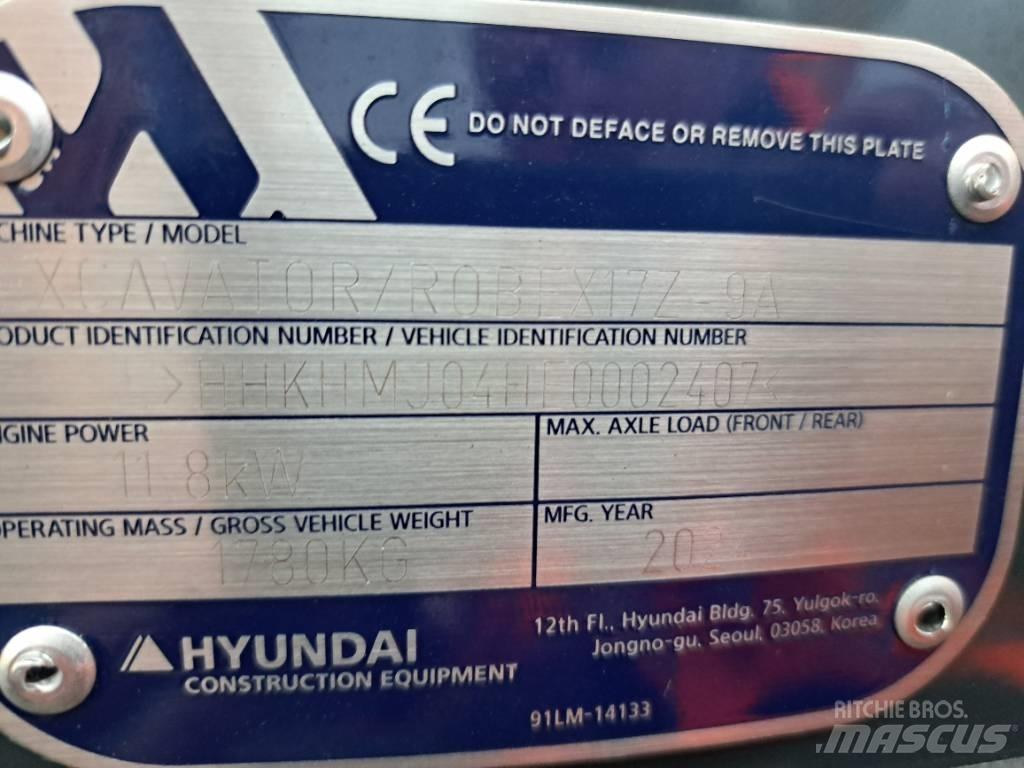 CE DO NOT DEFACE OR REMOVE THIS PLATE
CHINE TYPE / MODEL
XCAVATOR/ROBEX17Z-9A
ODUCT IDENTIFICATION NUMBER / VEHICLE IDENTIFICATION NUMBER
>HHKHMJ04HF0002407<
NGINE POWER
MAX. AXLE LOAD (FRONT / REAR)
11.8kW
OPERATING MASS / GROSS VEHICLE WEIGHT
MFG. YEAR
1780KG
HYUNDAI
CONSTRUCTION EQUIPMENT
12th Fl., Hyundai Bldg. 75, Yulgok-ro,
Jongno-gu, Seoul, 03058, Korea
91LM-14133
RITCHIE BROS.
MASCUS